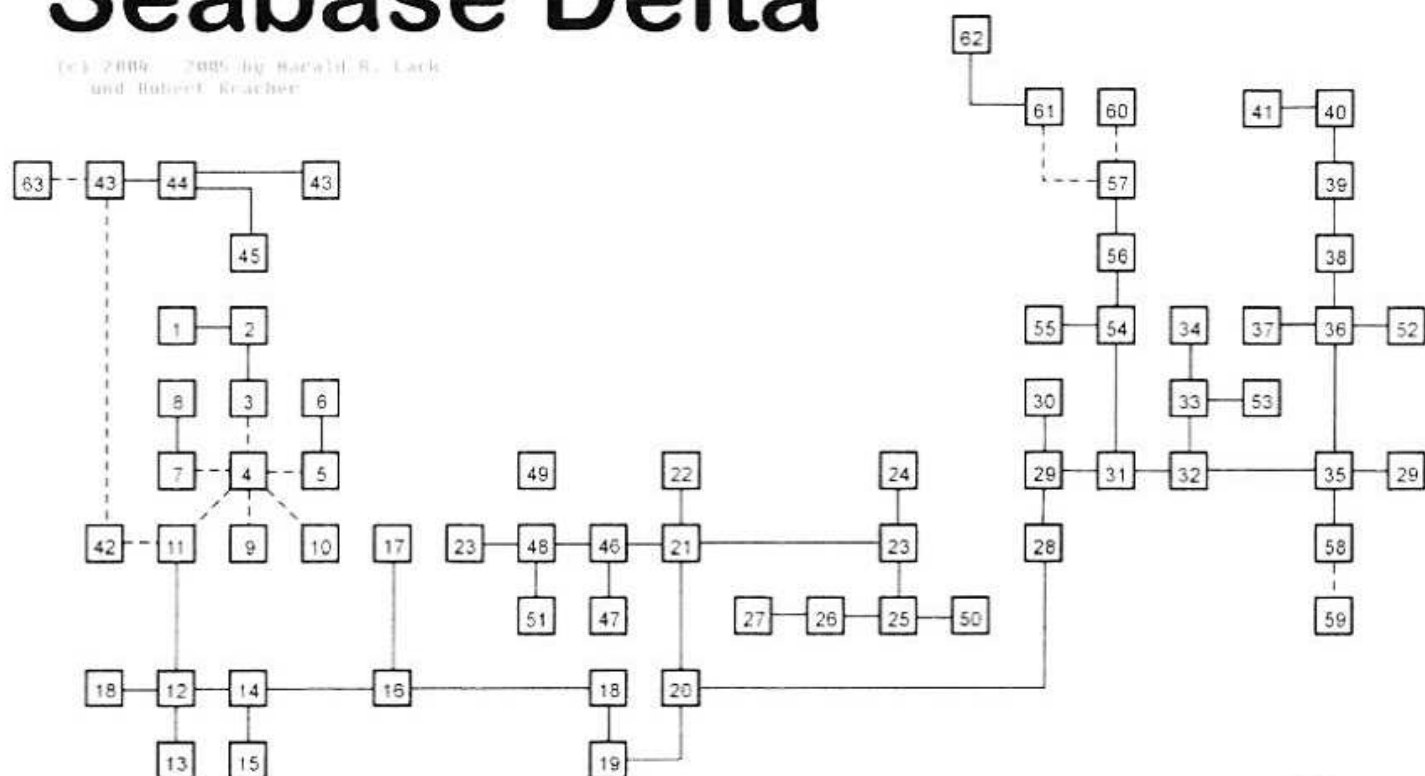 Seabase Delta
(c) 2004 - 2005 by Harald R. Lack
und Hubert Kracher
62
61 60 41 40
63 43 44 43 57 39
45 56 38
1 2 55 54 34 37 36 52
8 3 6 30 33 53
7 4 5 49 22 24 29 31 32 35 29
42 11 9 10 17 23 48 46 21 23 28 58
51 47 27 26 25 50 59
18 12 14 16 18 20
13 15 19